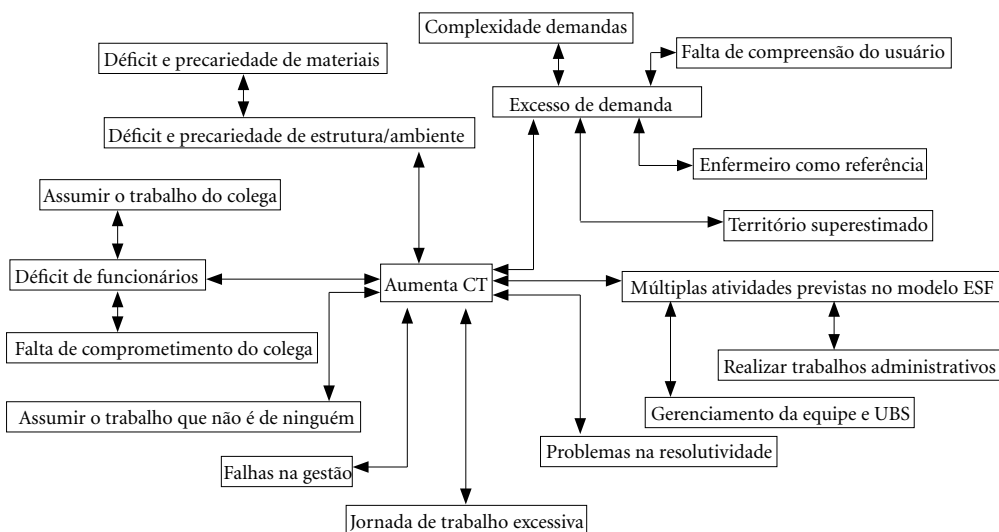 Complexidade demandas
Falta de compreensão do usuário
Déficit e precariedade de materiais
Excesso de demanda
Déficit e precariedade de estrutura/ambiente
Enfermeiro como referência
Assumir o trabalho do colega
Território superestimado
Déficit de funcionários
Aumenta CT
Múltiplas atividades previstas no modelo ESF
Falta de comprometimento do colega
Realizar trabalhos administrativos
Assumir o trabalho que não é de ninguém
Gerenciamento da equipe e UBS
Problemas na resolutividade
Falhas na gestão
Jornada de trabalho excessiva